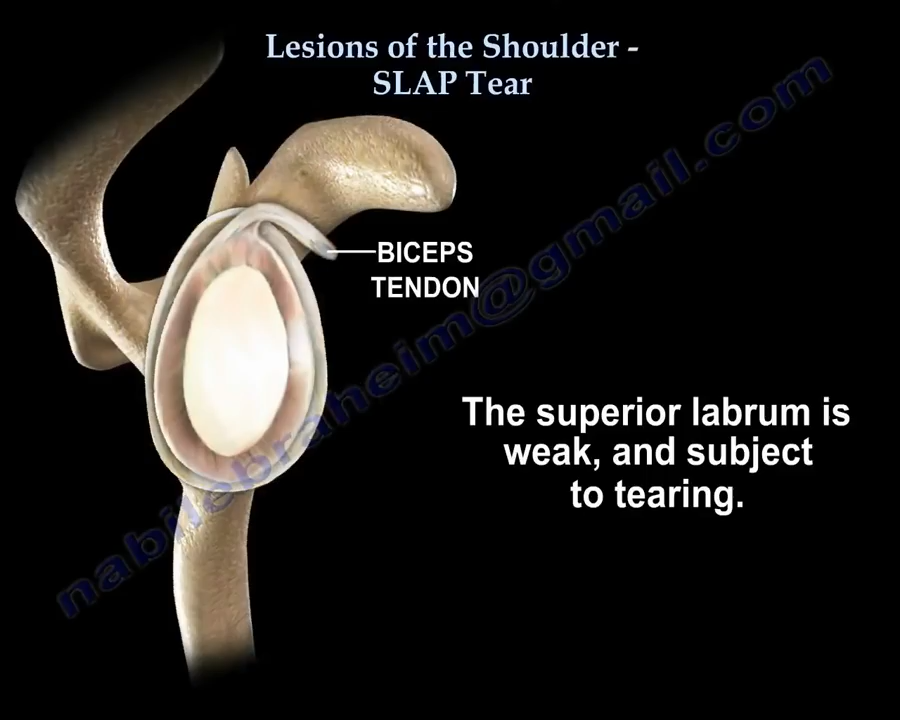 Lesions of the Shoulder -
SLAP Tear
BICEPS
TENDON
The superior labrum is
weak, and subject
to tearing.
nabilebraheim@gmail.com